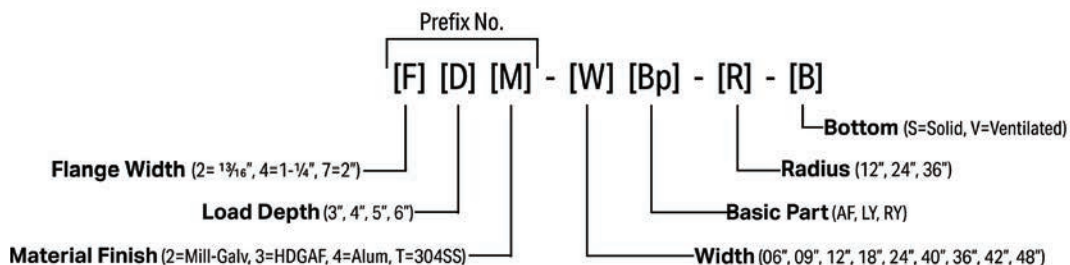 Prefix No.
[F] [D] [M] - [W] [Bp] - [R] - [B]
Bottom (S=Solid, V=Ventilated)
Flange Width (2= 13/16", 4=1-1/4", 7=2")
Radius (12", 24", 36")
Load Depth (3", 4", 5", 6")
Basic Part (AF, LY, RY)
Material Finish (2=Mill-Galv, 3=HDGAF, 4=Alum, T=304SS)
Width (06", 09", 12", 18", 24", 40", 36", 42", 48")